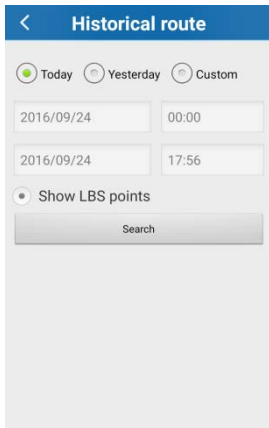 Historical route
Today Yesterday Custom
2016/09/24 00:00
2016/09/24 17:56
Show LBS points
Search